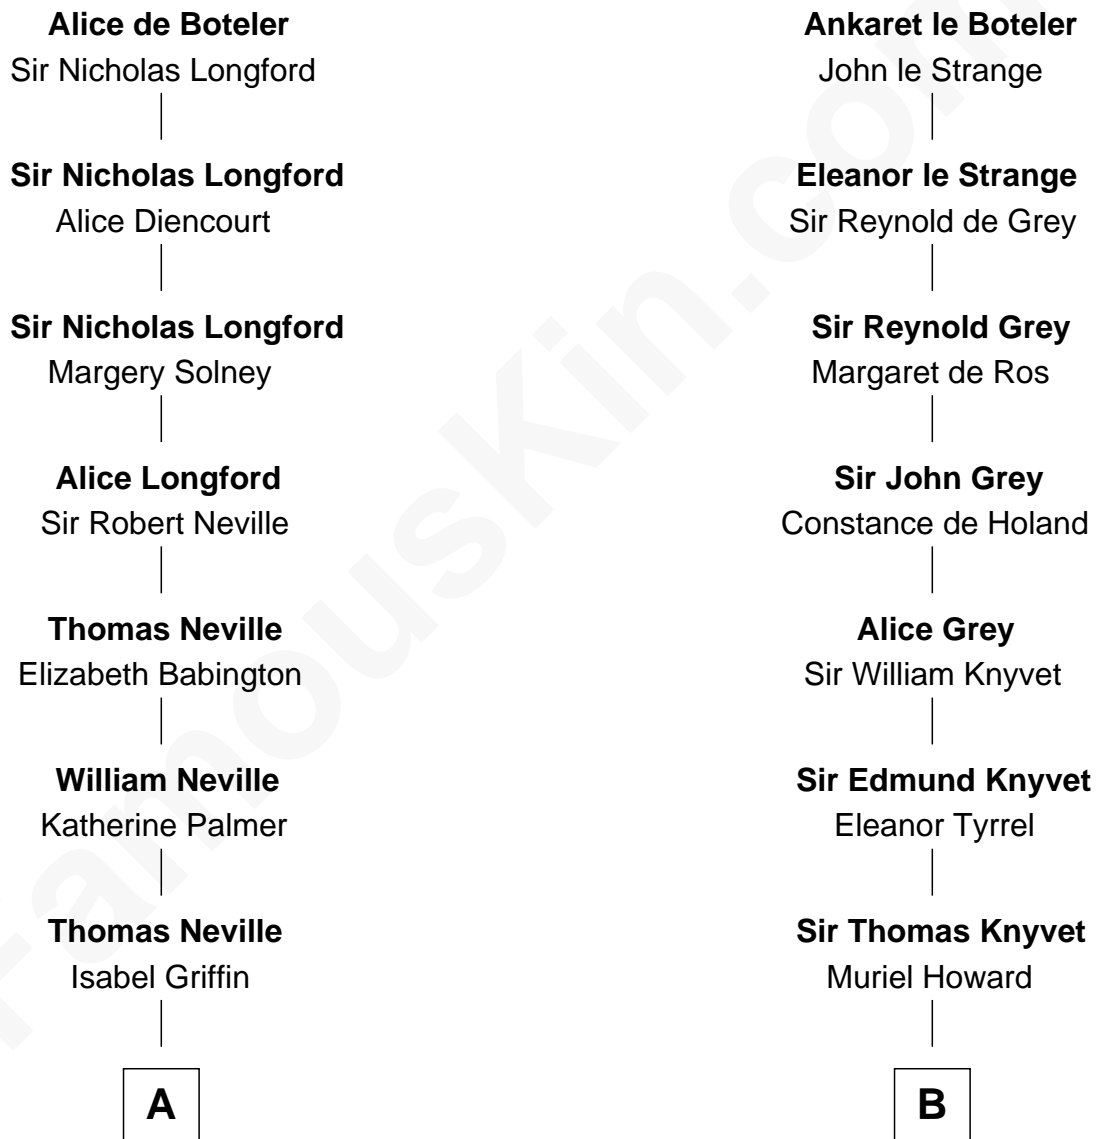 Alice de Boteler
Sir Nicholas Longford
Sir Nicholas Longford
Alice Diencourt
Sir Nicholas Longford
Margery Solney
Alice Longford
Sir Robert Neville
Thomas Neville
Elizabeth Babington
William Neville
Katherine Palmer
Thomas Neville
Isabel Griffin
A
Ankaret le Boteler
John le Strange
Eleanor le Strange
Sir Reynold de Grey
Sir Reynold Grey
Margaret de Ros
Sir John Grey
Constance de Holand
Alice Grey
Sir William Knyvet
Sir Edmund Knyvet
Eleanor Tyrrel
Sir Thomas Knyvet
Muriel Howard
B
FamousKin.com